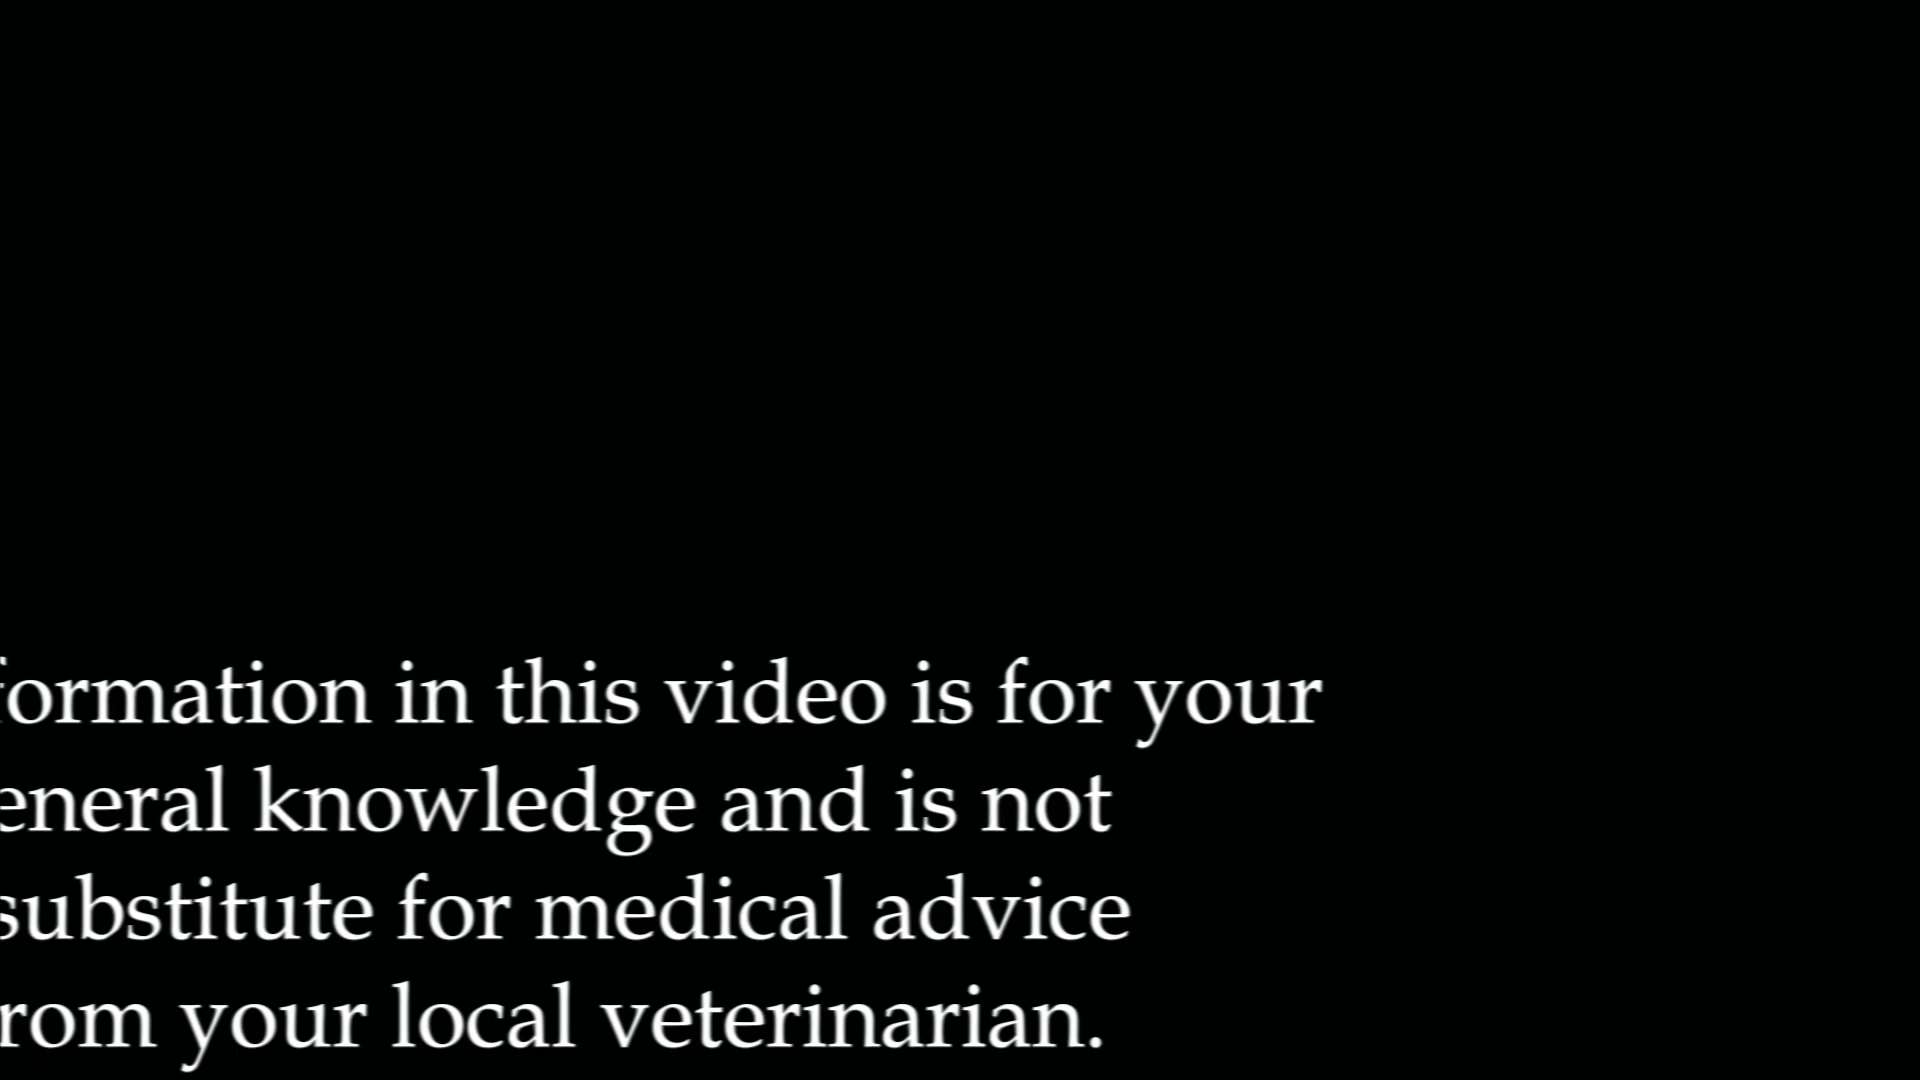 formation in this video is for your
eneral knowledge and is not
substitute for medical advice
rom your local veterinarian.